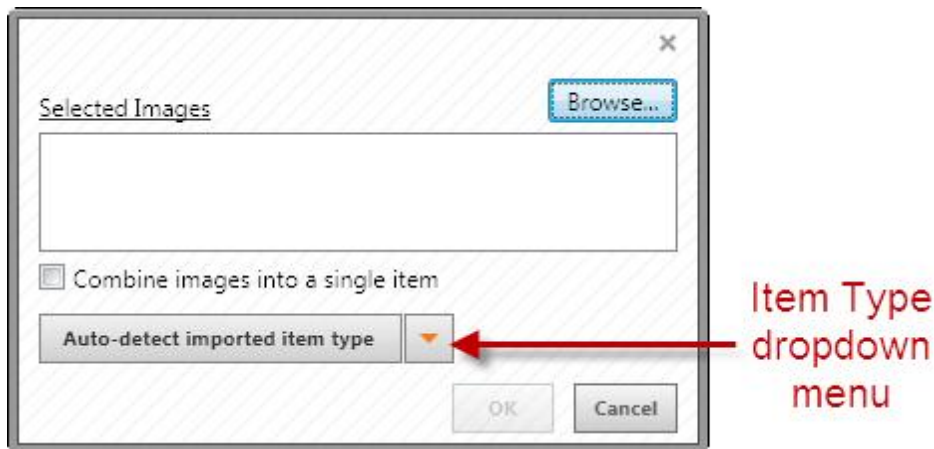 Selected Images
Browse...
Combine images into a single item
Auto-detect imported item type
OK
Cancel
Item Type
dropdown
menu